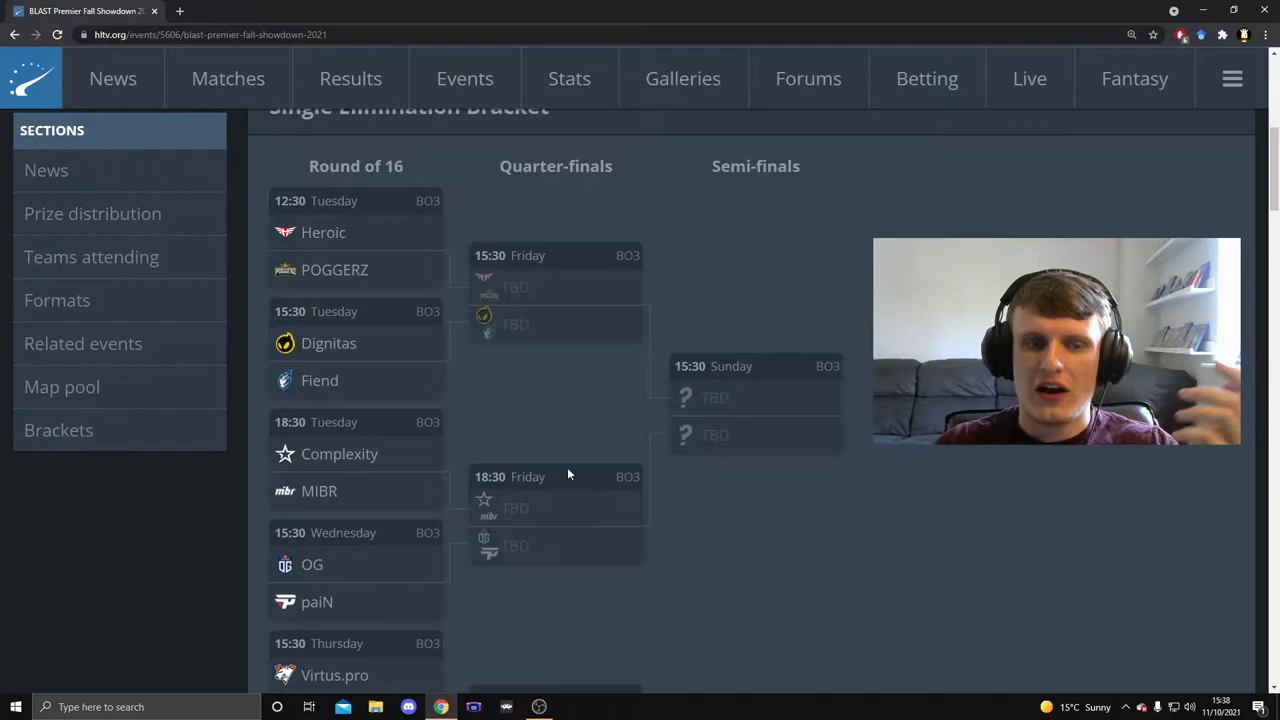 BLAST Premier Fall Showdown 20
hltv.org/events/5606/blast-premier-fall-showdown-2021
News Matches Results Events Stats Galleries Forums Betting Live Fantasy
SECTIONS
News
Prize distribution
Teams attending
Formats
Related events
Map pool
Brackets
Single Elimination Bracket
Round of 16 Quarter-finals Semi-finals
12:30 Tuesday BO3
Heroic
POGGERZ
15:30 Tuesday BO3
Dignitas
Fiend
18:30 Tuesday BO3
Complexity
mibr MIBR
15:30 Wednesday BO3
OG
paiN
15:30 Thursday BO3
Virtus.pro
15:30 Friday BO3
TBD
TBD
18:30 Friday BO3
TBD
mibr
TBD
15:30 Sunday BO3
? TBD
? TBD
Type here to search
15°C Sunny
15:38
11/10/2021